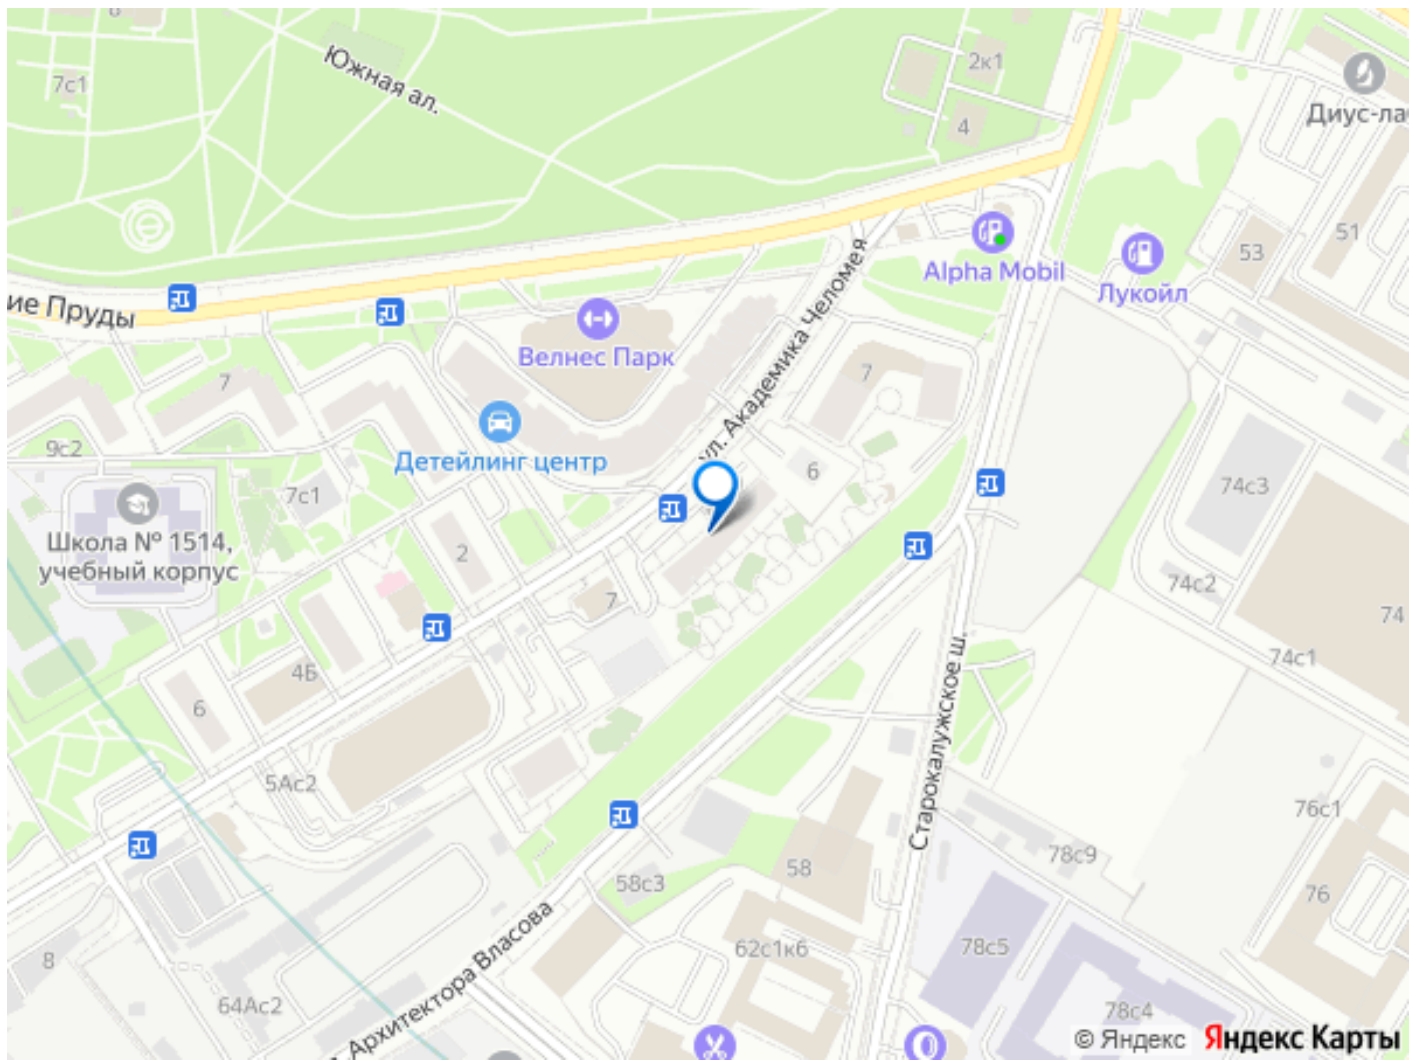 Южная ал.
7с1
2к1
4
Диус-ла
51
53
Alpha Mobil
Лукойл
ие Пруды
Велнес Парк
ул. Академика Челомея
7
7
9с2
Детейлинг центр
7с1
6
74с3
Школа № 1514,
учебный корпус
2
7
74с2
74
74с1
4Б
6
Старокалужское ш.
5Ас2
76с1
78с9
58
58с3
76
Архитектора Власова
62с1к6
78с5
8
64Ас2
78с4
© Яндекс Яндекс Карты